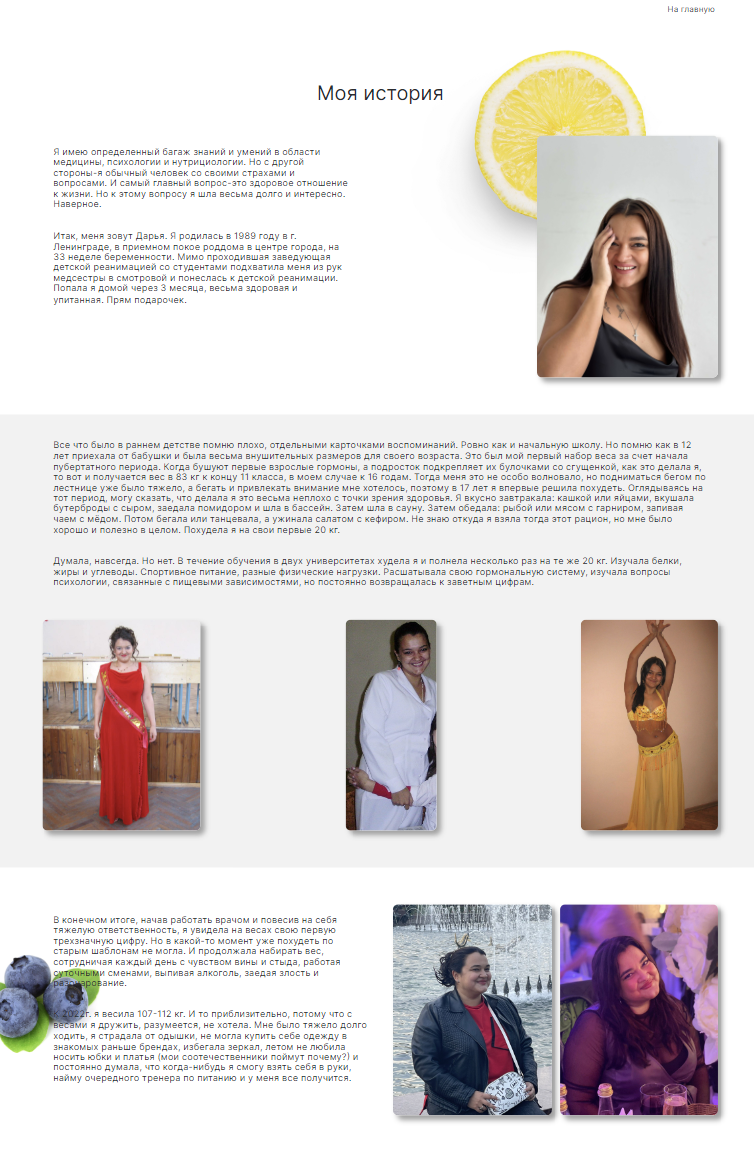 На главную
Моя история
Я имею определенный багаж знаний и умений в области
медицины, психологии и нутрициологии. Но с другой
стороны-я обычный человек со своими страхами и
вопросами. И самый главный вопрос-это здоровое отношение
к жизни. Но к этому вопросу я шла весьма долго и интересно.
Наверное.
Итак, меня зовут Дарья. Я родилась в 1989 году в г.
Ленинграде, в приемном покое роддома в центре города, на
33 неделе беременности. Мимо проходившая заведующая
детской реанимацией со студентами подхватила меня из рук
медсестры в смотровой и понеслась к детской реанимации.
Попала я домой через 3 месяца, весьма здоровая и
упитанная. Прям подарочек.
Все что было в раннем детстве помню плохо, отдельными карточками воспоминаний. Ровно как и начальную школу. Но помню как в 12
лет приехала от бабушки и была весьма внушительных размеров для своего возраста. Это был мой первый набор веса за счет начала
пубертатного периода. Когда бушуют первые взрослые гормоны, а подросток подкрепляет их булочками со сгущенкой, как это делала я,
то вот и получается вес в 83 кг к концу 11 класса, в моем случае к 16 годам. Тогда меня это не особо волновало, но подниматься бегом по
лестнице уже было тяжело, а бегать и привлекать внимание мне хотелось, поэтому в 17 лет я впервые решила похудеть. Оглядываясь на
тот период, могу сказать, что делала я это весьма неплохо с точки зрения здоровья. Я вкусно завтракала: кашкой или яйцами, вкушала
бутерброды с сыром, заедала помидором и шла в бассейн. Затем шла в сауну. Затем обедала: рыбой или мясом с гарниром, запивая
чаем с мёдом. Потом бегала или танцевала, а ужинала салатом с кефиром. Не знаю откуда я взяла тогда этот рацион, но мне было
хорошо и полезно в целом. Похудела я на свои первые 20 кг.
Думала, навсегда. Но нет. В течение обучения в двух университетах худела я и полнела несколько раз на те же 20 кг. Изучала белки,
жиры и углеводы. Спортивное питание, разные физические нагрузки. Расшатывала свою гормональную систему, изучала вопросы
психологии, связанные с пищевыми зависимостями, но постоянно возвращалась к заветным цифрам.
В конечном итоге, начав работать врачом и повесив на себя
тяжелую ответственность, я увидела на весах свою первую
трехзначную цифру. Но в какой-то момент уже похудеть по
старым шаблонам не могла. И продолжала набирать вес,
сотрудничая каждый день с чувством вины и стыда, работая
суточными сменами, выпивая алкоголь, заедая злость и
разочарование.
К 2022г. я весила 107-112 кг. И то приблизительно, потому что с
весами я дружить, разумеется, не хотела. Мне было тяжело долго
ходить, я страдала от одышки, не могла купить себе одежду в
знакомых раньше брендах, избегала зеркал, летом не любила
носить юбки и платья (мои соотечественники поймут почему?) и
постоянно думала, что когда-нибудь я смогу взять себя в руки,
найму очередного тренера по питанию и у меня все получится.